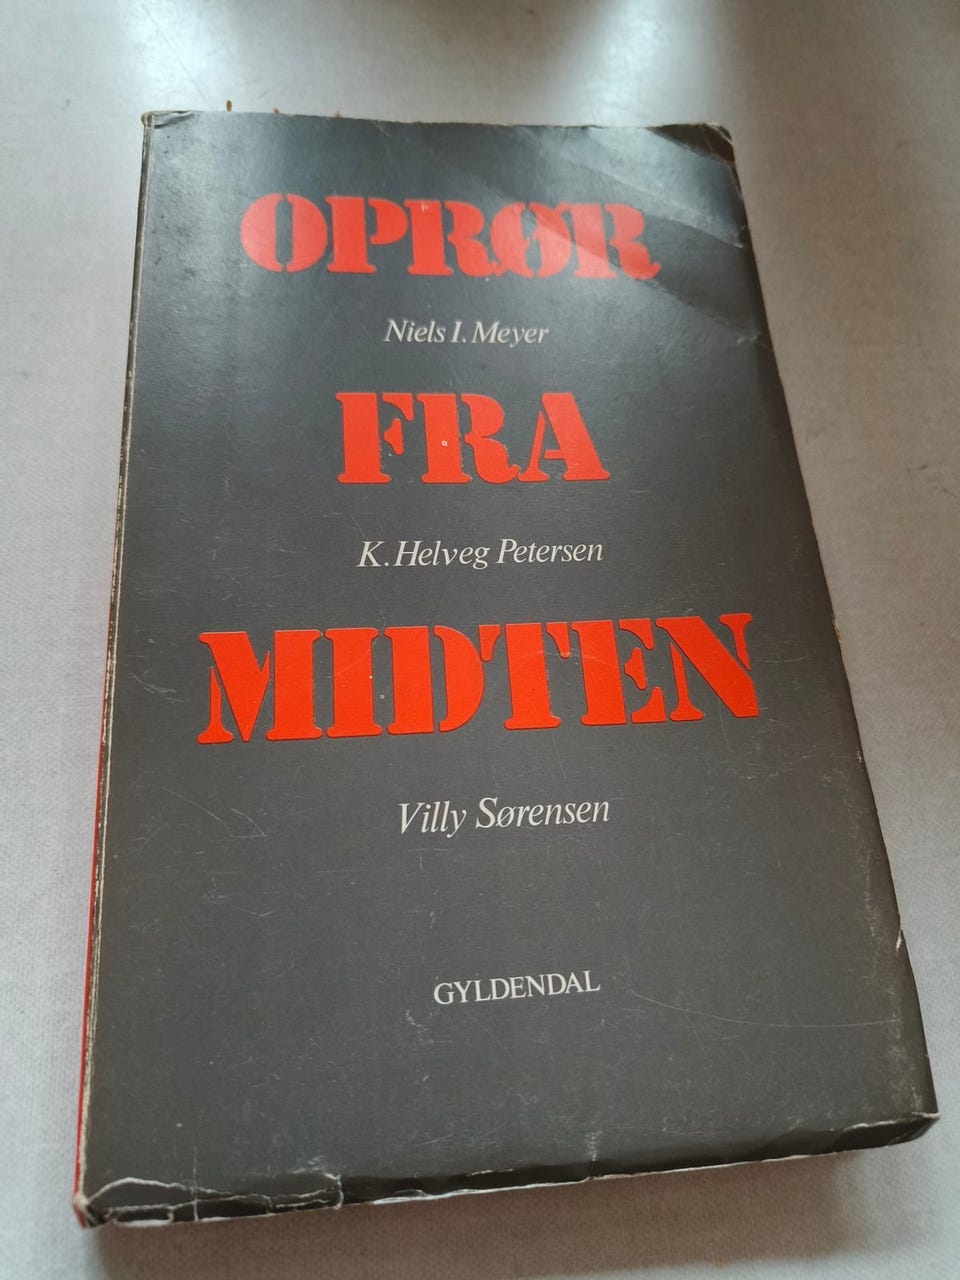 OPRØR
Niels I. Meyer
FRA
K. Helveg Petersen
MIDTEN
Villy Sørensen
GYLDENDAL